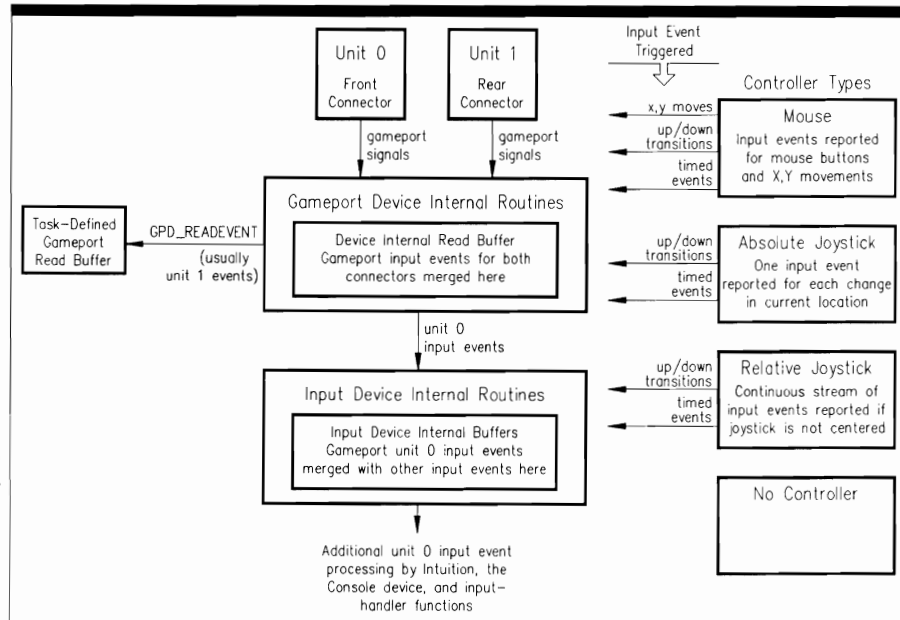 Unit 0
Front
Connector
Unit 1
Rear
Connector
Input Event
Triggered
Controller Types
gameport
signals
gameport
signals
Gameport Device Internal Routines
Device Internal Read Buffer
Gameport input events for both
connectors merged here
GPD_READEVENT
(usually
unit 1 events)
Task-Defined
Gameport
Read Buffer
unit 0
input events
Input Device Internal Routines
Input Device Internal Buffers
Gameport unit 0 input events
merged with other input events here
Additional unit 0 input event
processing by Intuition, the
Console device, and input-
handler functions
x,y moves
up/down
transitions
timed
events
Mouse
Input events reported
for mouse buttons
and X,Y movements
up/down
transitions
timed
events
Absolute Joystick
One input event
reported for each change
in current location
up/down
transitions
timed
events
Relative Joystick
Continuous stream of
input events reported if
joystick is not centered
No Controller